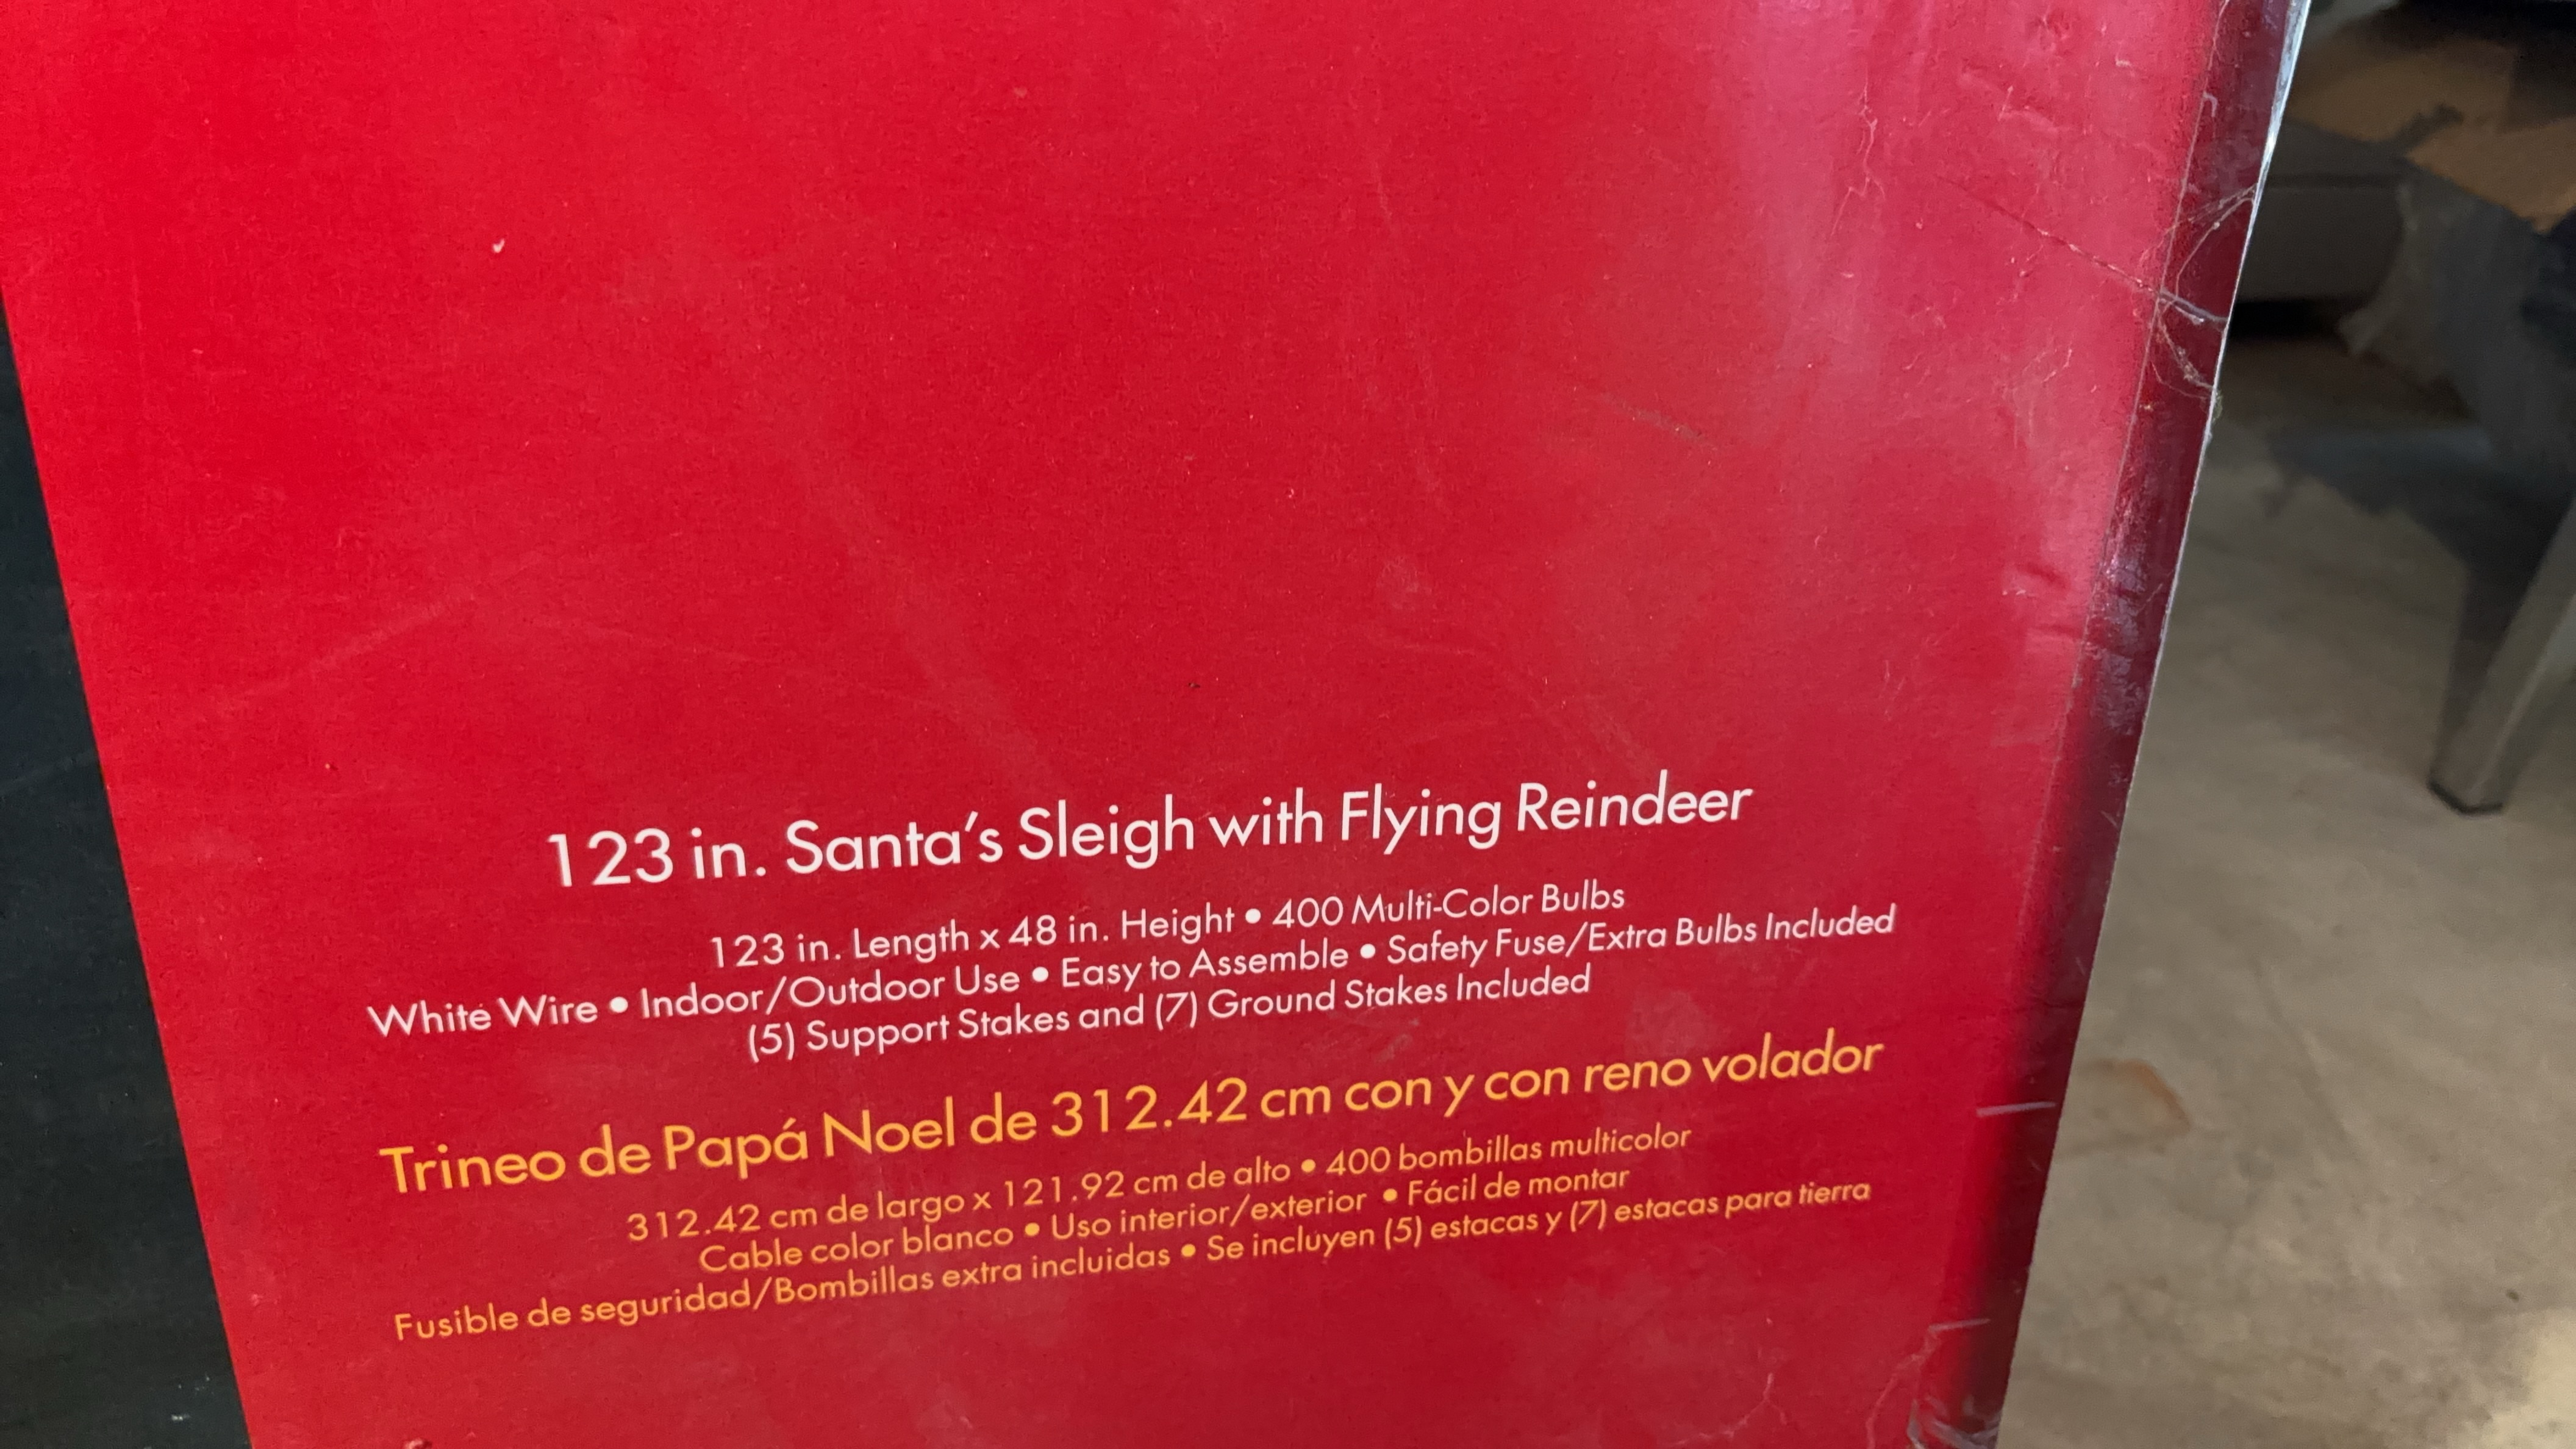 123 in. Santa's Sleigh with Flying Reindeer
123 in. Length x 48 in. Height • 400 Multi-Color Bulbs
White Wire • Indoor/Outdoor Use • Easy to Assemble • Safety Fuse/Extra Bulbs Included
(5) Support Stakes and (7) Ground Stakes Included
Trineo de Papá Noel de 312.42 cm con y con reno volador
312.42 cm de largo x 121.92 cm de alto • 400 bombillas multicolor
Cable color blanco • Uso interior/exterior • Fácil de montar
Fusible de seguridad/Bombillas extra incluidas • Se incluyen (5) estacas y (7) estacas para tierra